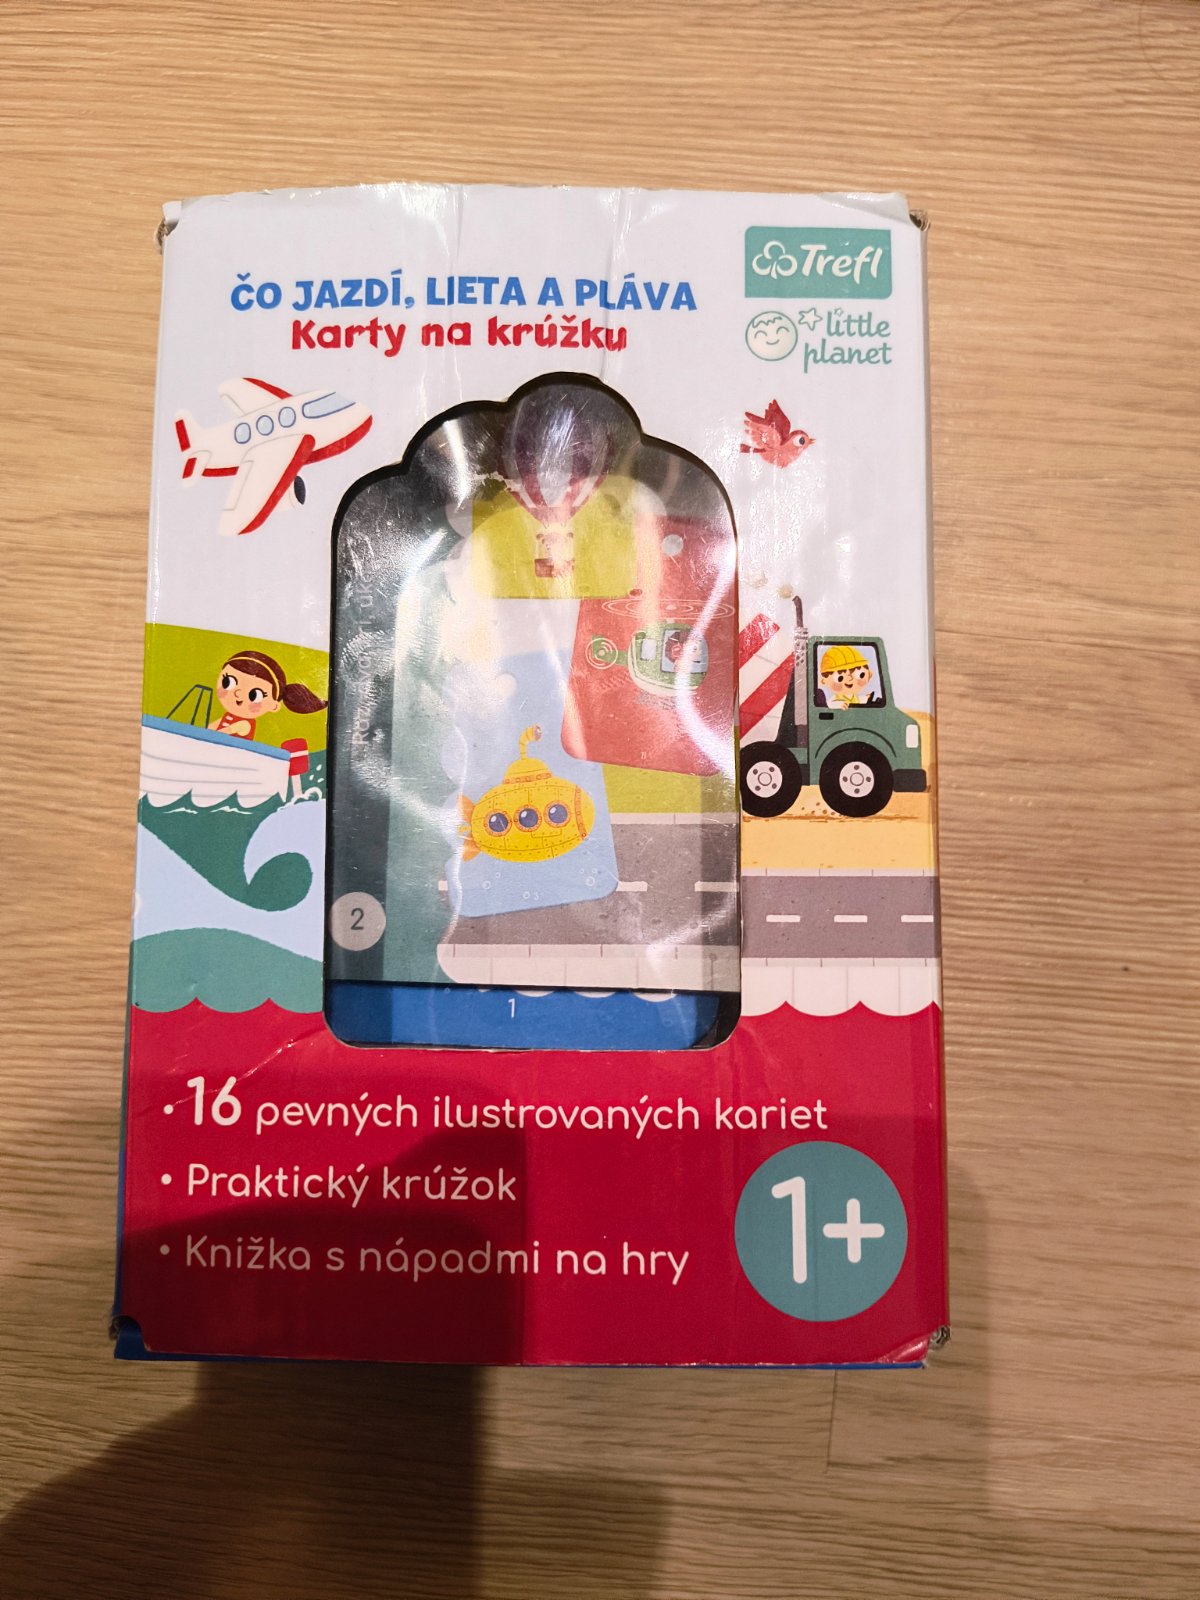 ČO JAZDÍ, LIETA A PLÁVA
Karty na krúžku
Trefl
little
planet
2
1
• 16 pevných ilustrovaných kariet
• Praktický krúžok
• Knižka s nápadmi na hry
1+